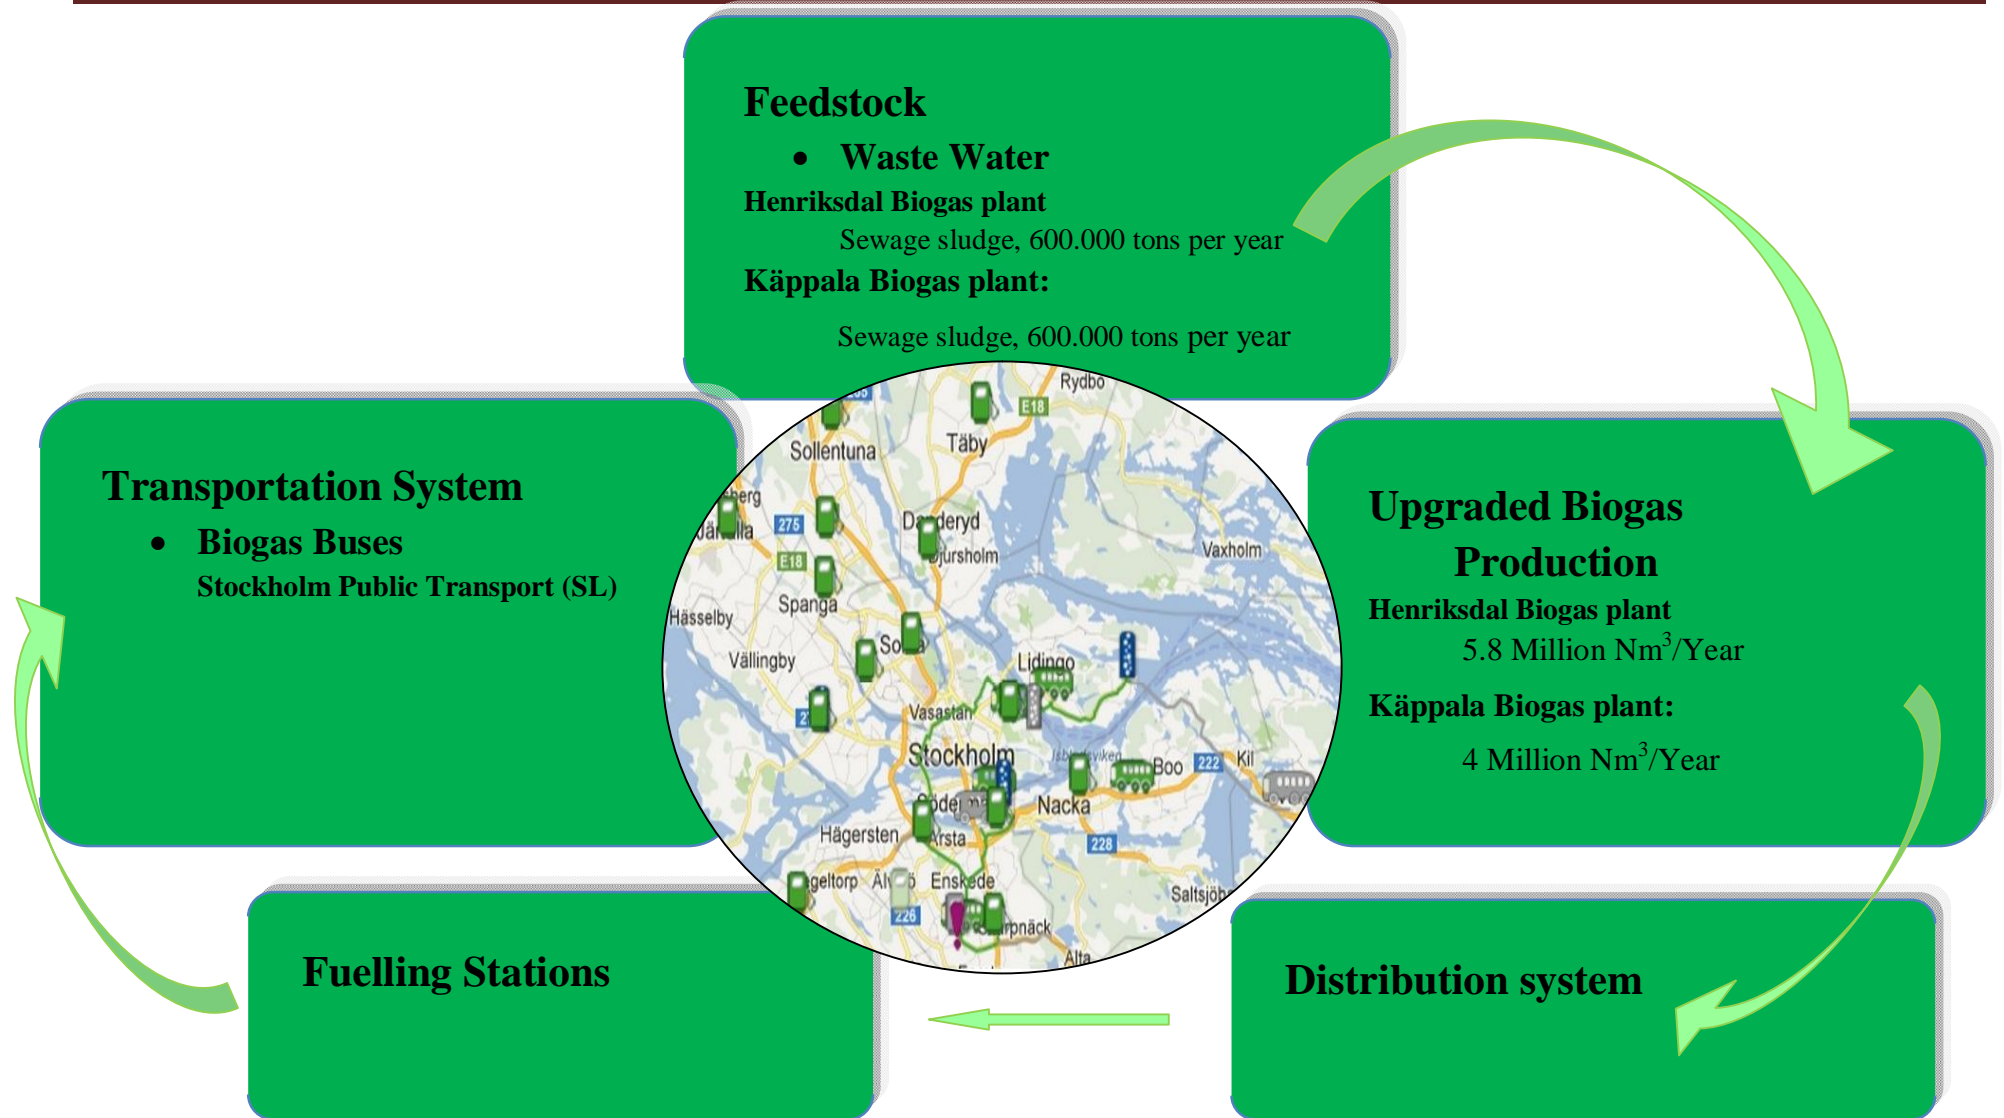 Feedstock
• Waste Water
Henriksdal Biogas plant
Sewage sludge, 600.000 tons per year
Käppala Biogas plant:
Sewage sludge, 600.000 tons per year
Transportation System
• Biogas Buses
Stockholm Public Transport (SL)
Upgraded Biogas
Production
Henriksdal Biogas plant
5.8 Million Nm³/Year
Käppala Biogas plant:
4 Million Nm³/Year
Fuelling Stations
Distribution system
Rydbo
E18
Sollentuna
Täby
275
Danderyd
Djursholm
Vaxholm
E18
Spanga
Hässelby
Vällingby
Lidingo
Vasastan
Stockholm
Boo
222
Kil
Nacka
Hägersten
Arsta
228
Enskede
226
Alta